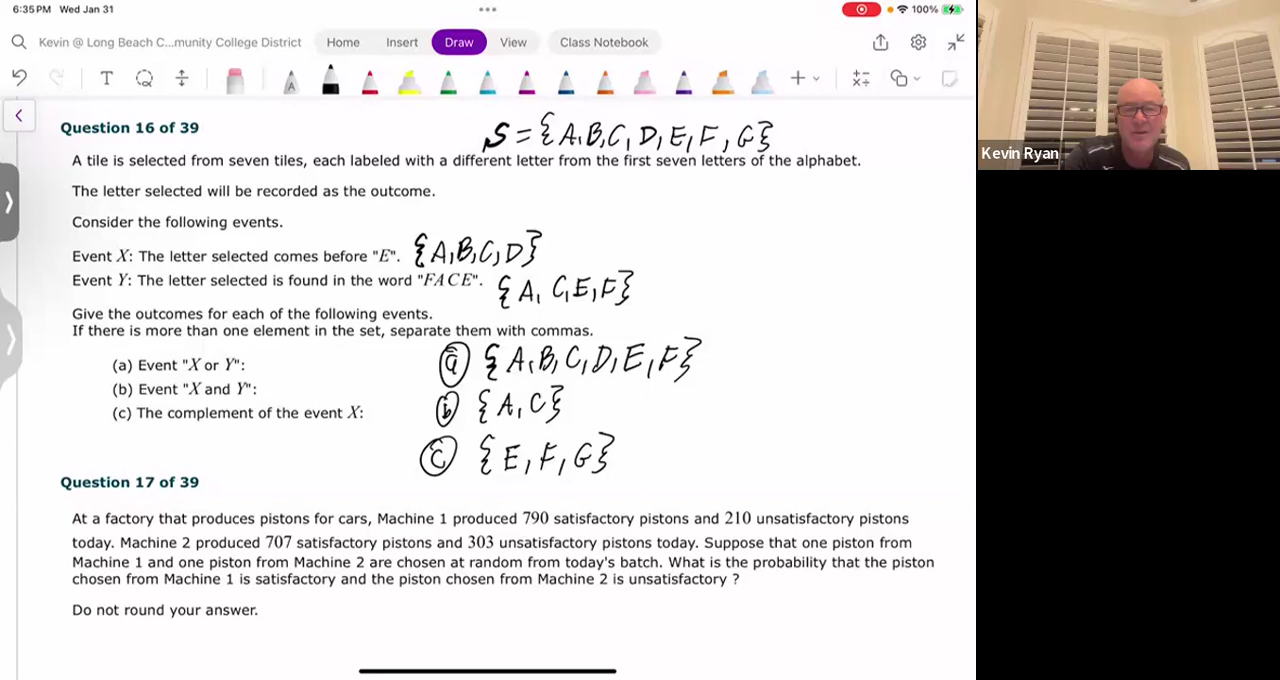 6:35 PM Wed Jan 31
100%
Kevin @ Long Beach C...munity College District
Home Insert Draw View Class Notebook
Question 16 of 39
S = {A, B, C, D, E, F, G}
A tile is selected from seven tiles, each labeled with a different letter from the first seven letters of the alphabet.
The letter selected will be recorded as the outcome.
Consider the following events.
Event X: The letter selected comes before "E". {A, B, C, D}
Event Y: The letter selected is found in the word "FACE". {A, C, E, F}
Give the outcomes for each of the following events.
If there is more than one element in the set, separate them with commas.
(a) Event "X or Y": a {A, B, C, D, E, F}
(b) Event "X and Y": b {A, C}
(c) The complement of the event X: c {E, F, G}
Question 17 of 39
At a factory that produces pistons for cars, Machine 1 produced 790 satisfactory pistons and 210 unsatisfactory pistons
today. Machine 2 produced 707 satisfactory pistons and 303 unsatisfactory pistons today. Suppose that one piston from
Machine 1 and one piston from Machine 2 are chosen at random from today's batch. What is the probability that the piston
chosen from Machine 1 is satisfactory and the piston chosen from Machine 2 is unsatisfactory ?
Do not round your answer.
Kevin Ryan